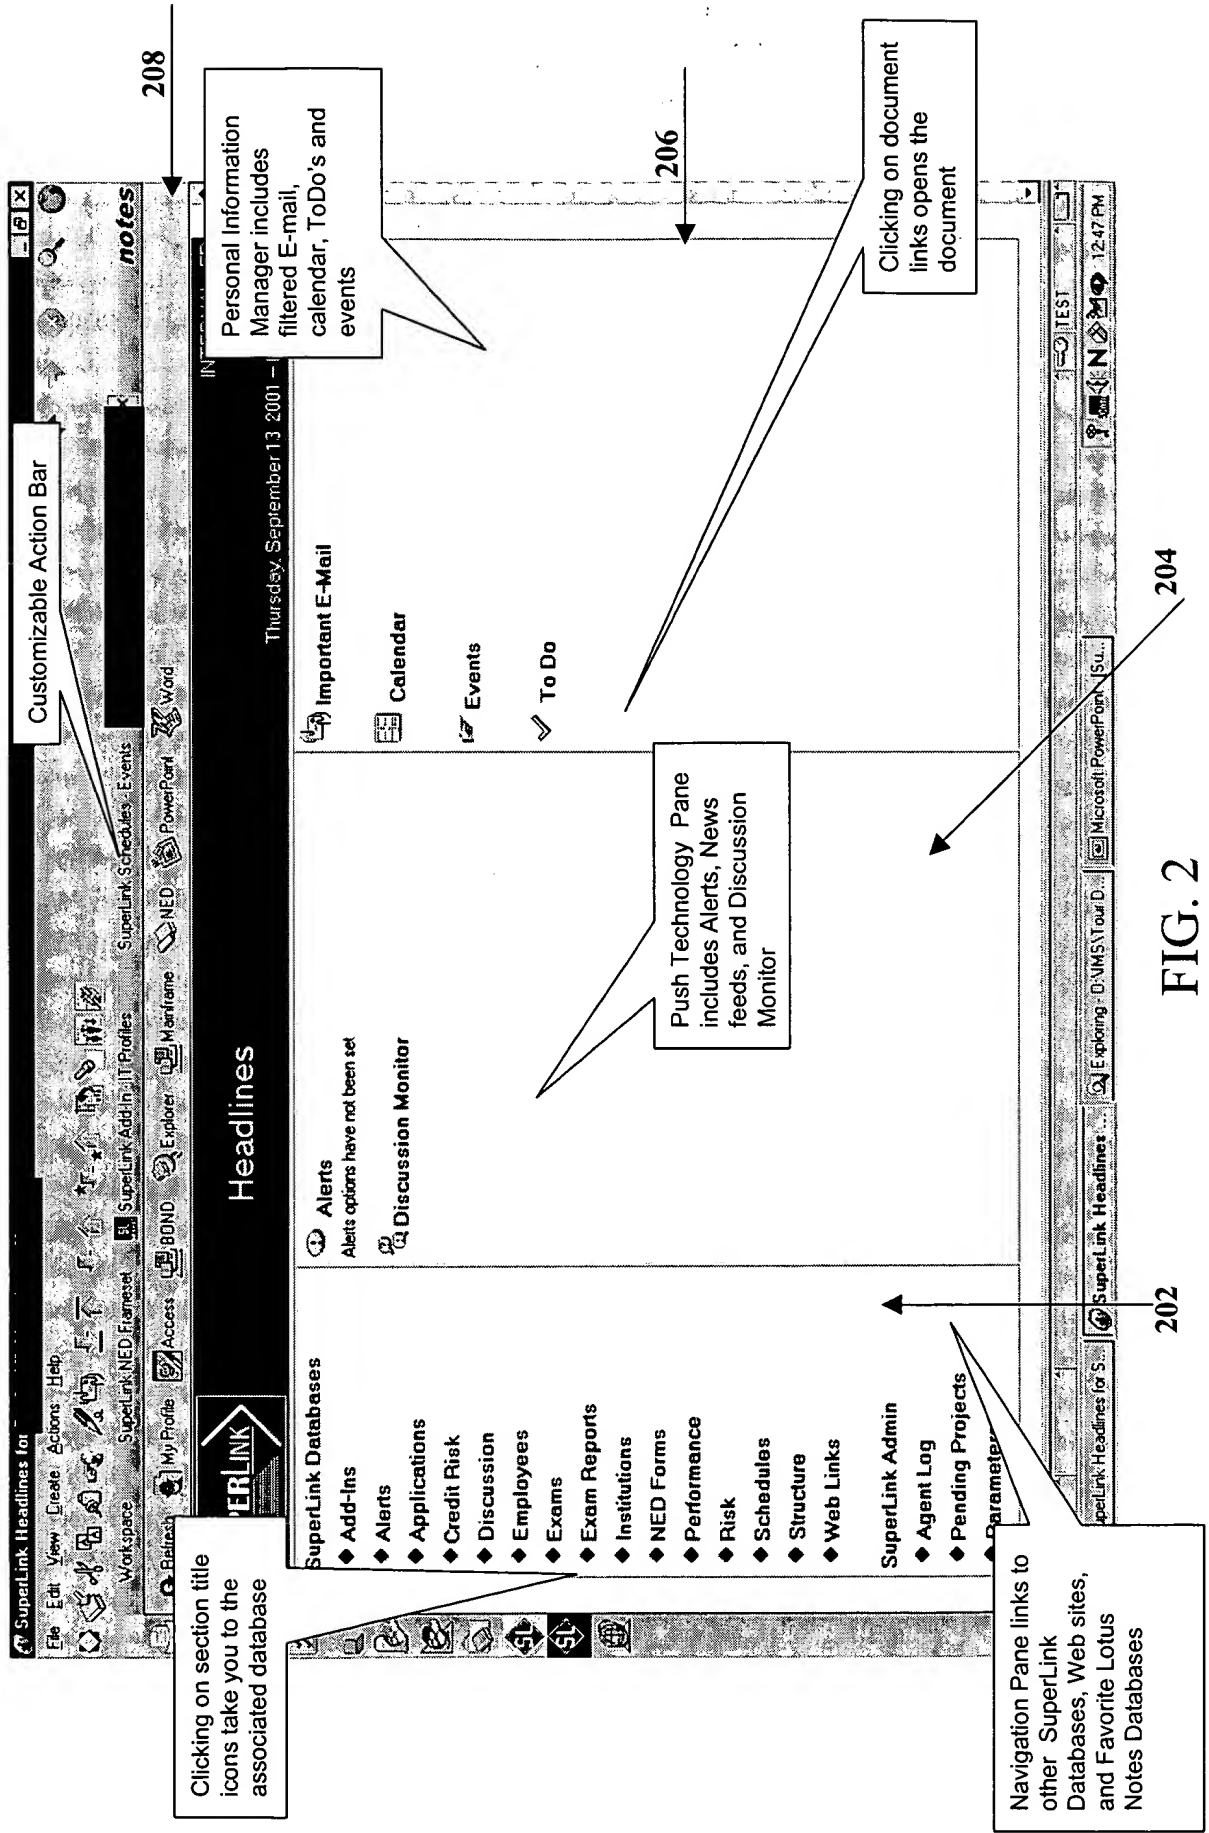 SuperLink Headlines for
File Edit View Create Actions Help
notes
Workspace
SuperLink NED Frameset
SuperLink Add-In - IT Profiles
SuperLink Schedules - Events
Refresh My Profile Access BOND Explorer Mainframe NED PowerPoint Word
Customizable Action Bar
208
PERLINK
Headlines
Thursday, September 13 2001 –
Personal Information
Manager includes
filtered E-mail,
calendar, ToDo's and
events
Clicking on section title
icons take you to the
associated database
SuperLink Databases
Add-Ins
Alerts
Applications
Credit Risk
Discussion
Employees
Exams
Exam Reports
Institutions
NED Forms
Performance
Risk
Schedules
Structure
Web Links
SuperLink Admin
Agent Log
Pending Projects
Alerts
Alerts options have not been set
Discussion Monitor
Push Technology Pane
includes Alerts, News
feeds, and Discussion
Monitor
Important E-Mail
Calendar
Events
To Do
206
Clicking on document
links opens the
document
Navigation Pane links to
other SuperLink
Databases, Web sites,
and Favorite Lotus
Notes Databases
202
204
TEST
SuperLink Headlines ...
Exploring - D:\IMS\Tour D...
Microsoft PowerPoint
12:47 PM
FIG. 2